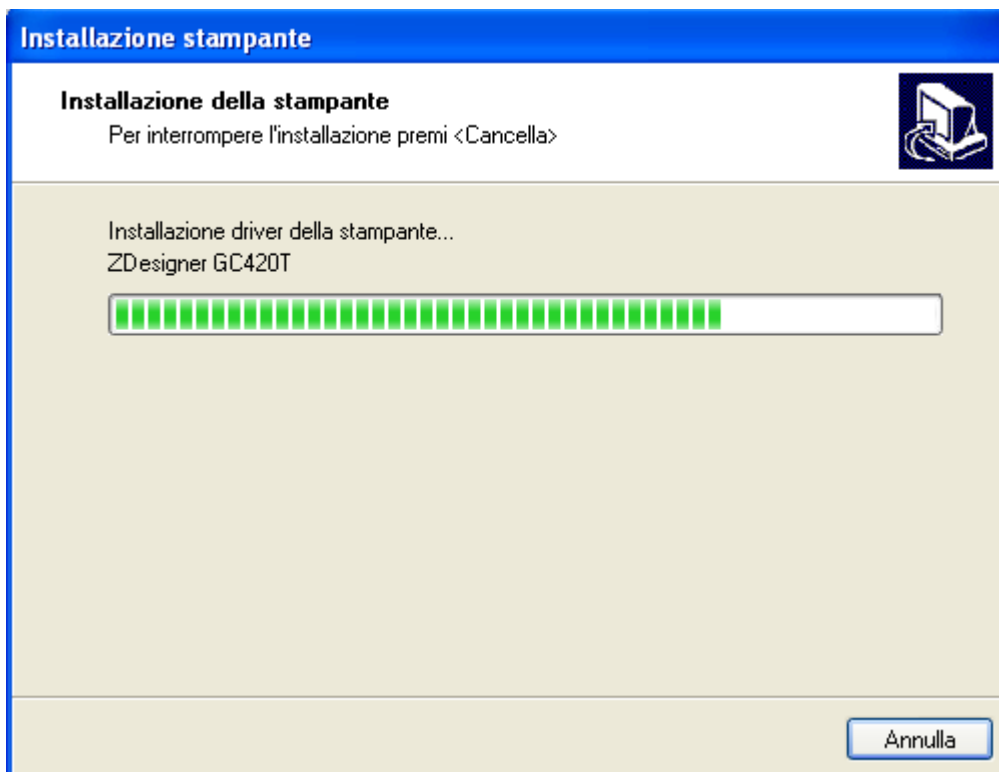 Installazione stampante
Installazione della stampante
Per interrompere l'installazione premi <Cancella>
Installazione driver della stampante...
ZDesigner GC420T
Annulla